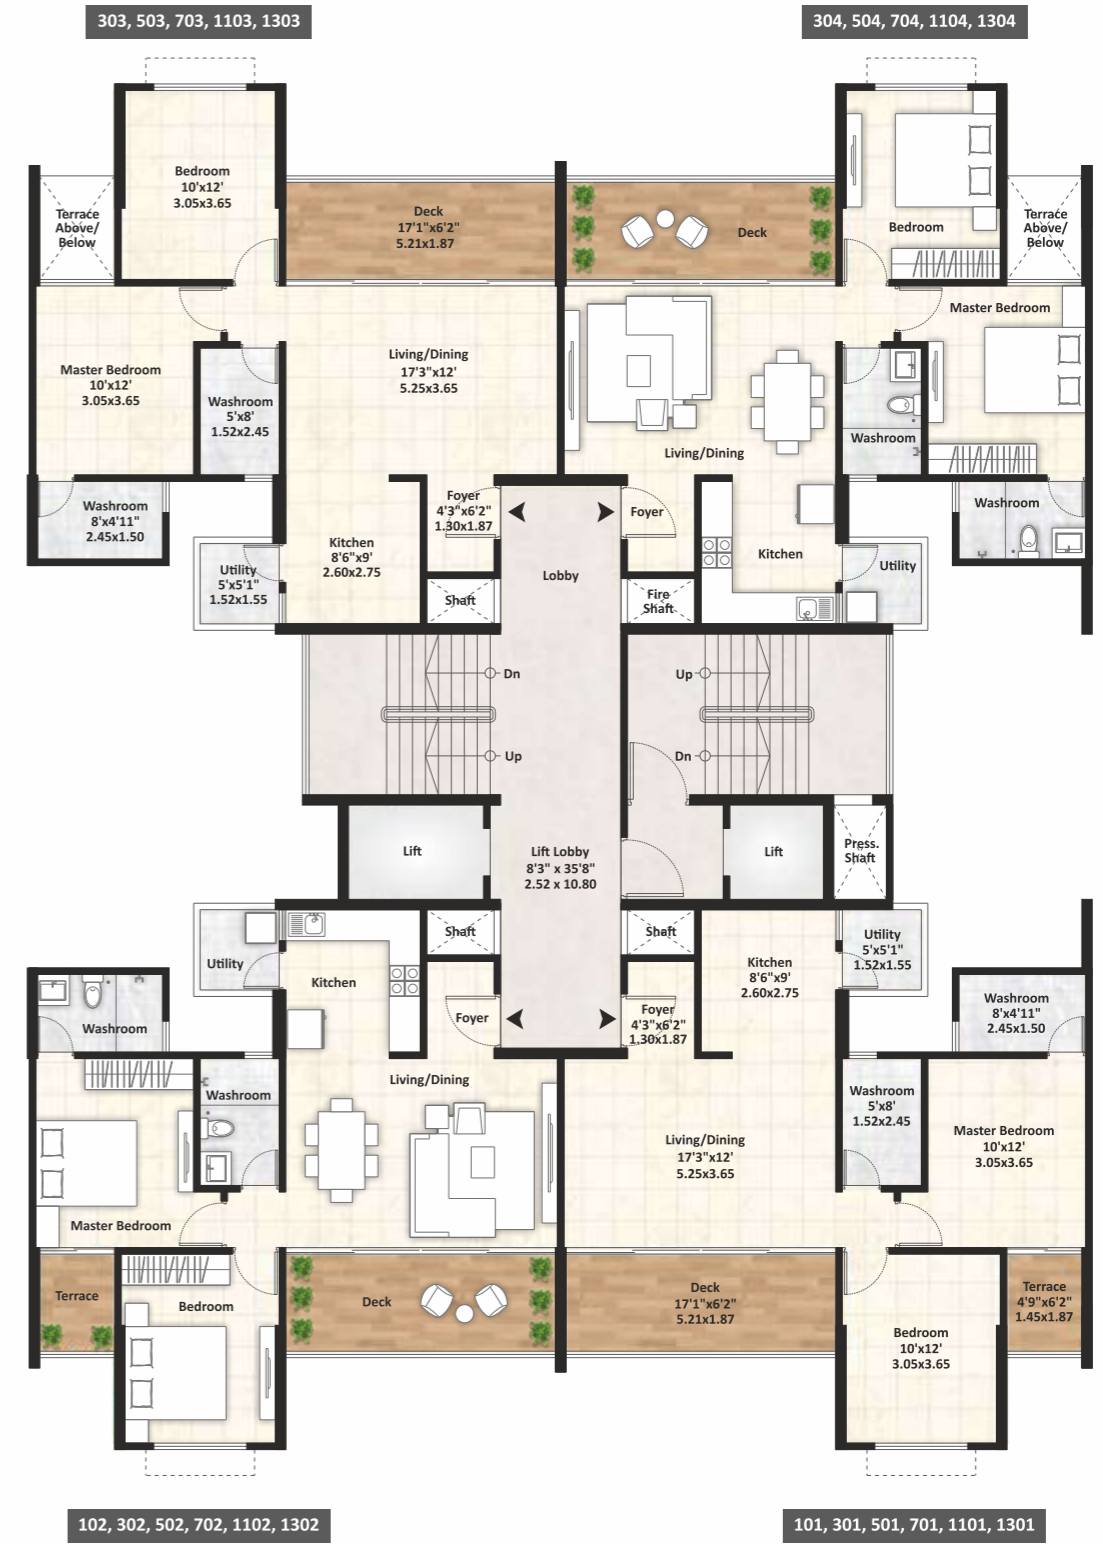 303, 503, 703, 1103, 1303
304, 504, 704, 1104, 1304
Bedroom
10'x12'
3.05x3.65
Terrace
Above/
Below
Deck
17'1"x6'2"
5.21x1.87
Deck
Bedroom
Terrace
Above/
Below
Master Bedroom
10'x12'
3.05x3.65
Washroom
5'x8'
1.52x2.45
Living/Dining
17'3"x12'
5.25x3.65
Living/Dining
Washroom
Master Bedroom
Washroom
8'x4'11"
2.45x1.50
Utility
5'x5'1"
1.52x1.55
Kitchen
8'6"x9'
2.60x2.75
Foyer
4'3"x6'2"
1.30x1.87
Shaft
Lobby
Foyer
Fire
Shaft
Kitchen
Utility
Washroom
Dn
Up
Up
Dn
Lift
Lift Lobby
8'3" x 35'8"
2.52 x 10.80
Lift
Press.
Shaft
Utility
Kitchen
Shaft
Foyer
Washroom
Washroom
Living/Dining
Master Bedroom
Terrace
Bedroom
Deck
Shaft
Foyer
4'3"x6'2"
1.30x1.87
Kitchen
8'6"x9'
2.60x2.75
Utility
5'x5'1"
1.52x1.55
Washroom
8'x4'11"
2.45x1.50
Washroom
5'x8'
1.52x2.45
Living/Dining
17'3"x12'
5.25x3.65
Master Bedroom
10'x12'
3.05x3.65
Deck
17'1"x6'2"
5.21x1.87
Terrace
4'9"x6'2"
1.45x1.87
Bedroom
10'x12'
3.05x3.65
102, 302, 502, 702, 1102, 1302
101, 301, 501, 701, 1101, 1301